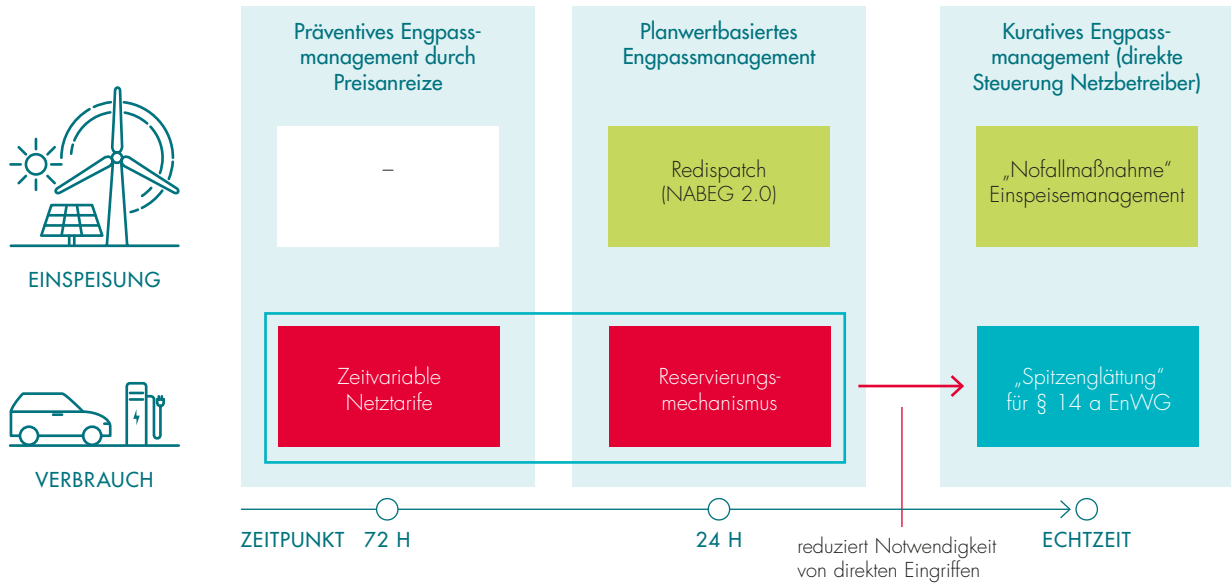 Präventives Engpass-
management durch
Preisanreize
Planwertbasiertes
Engpassmanagement
Kuratives Engpass-
management (direkte
Steuerung Netzbetreiber)
EINSPEISUNG
–
Redispatch
(NABEG 2.0)
„Nofallmaßnahme“
Einspeisemanagement
VERBRAUCH
Zeitvariable
Netztarife
Reservierungs-
mechanismus
„Spitzenglättung“
für § 14 a EnWG
ZEITPUNKT
72 H
24 H
ECHTZEIT
reduziert Notwendigkeit
von direkten Eingriffen